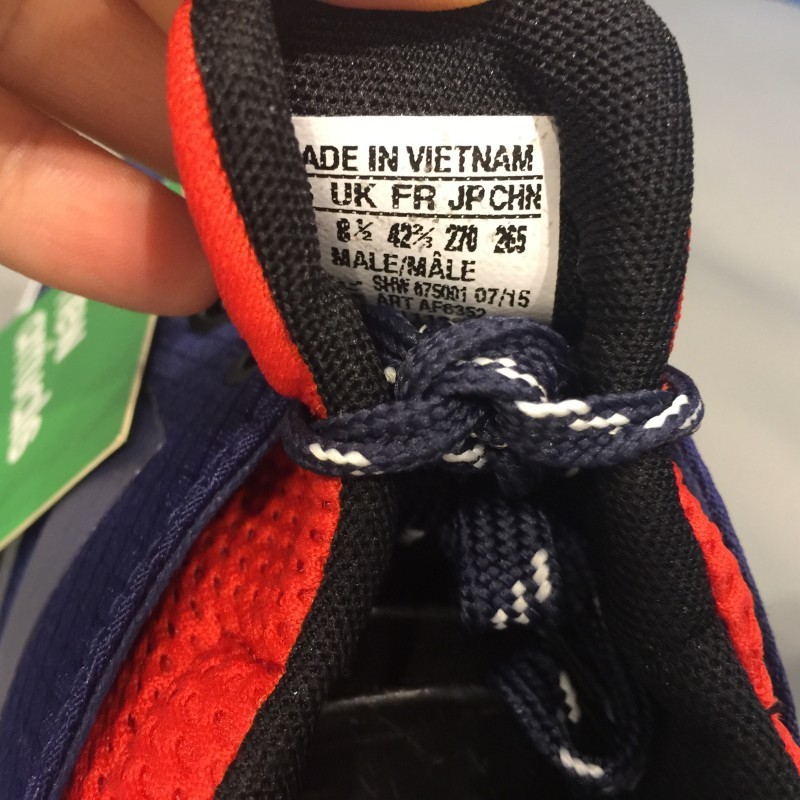 ADE IN VIETNAM
UK FR JP CHN
8½ 42⅔ 270 265
MALE/MÂLE
SHW 675001 07/15
ART AF6352